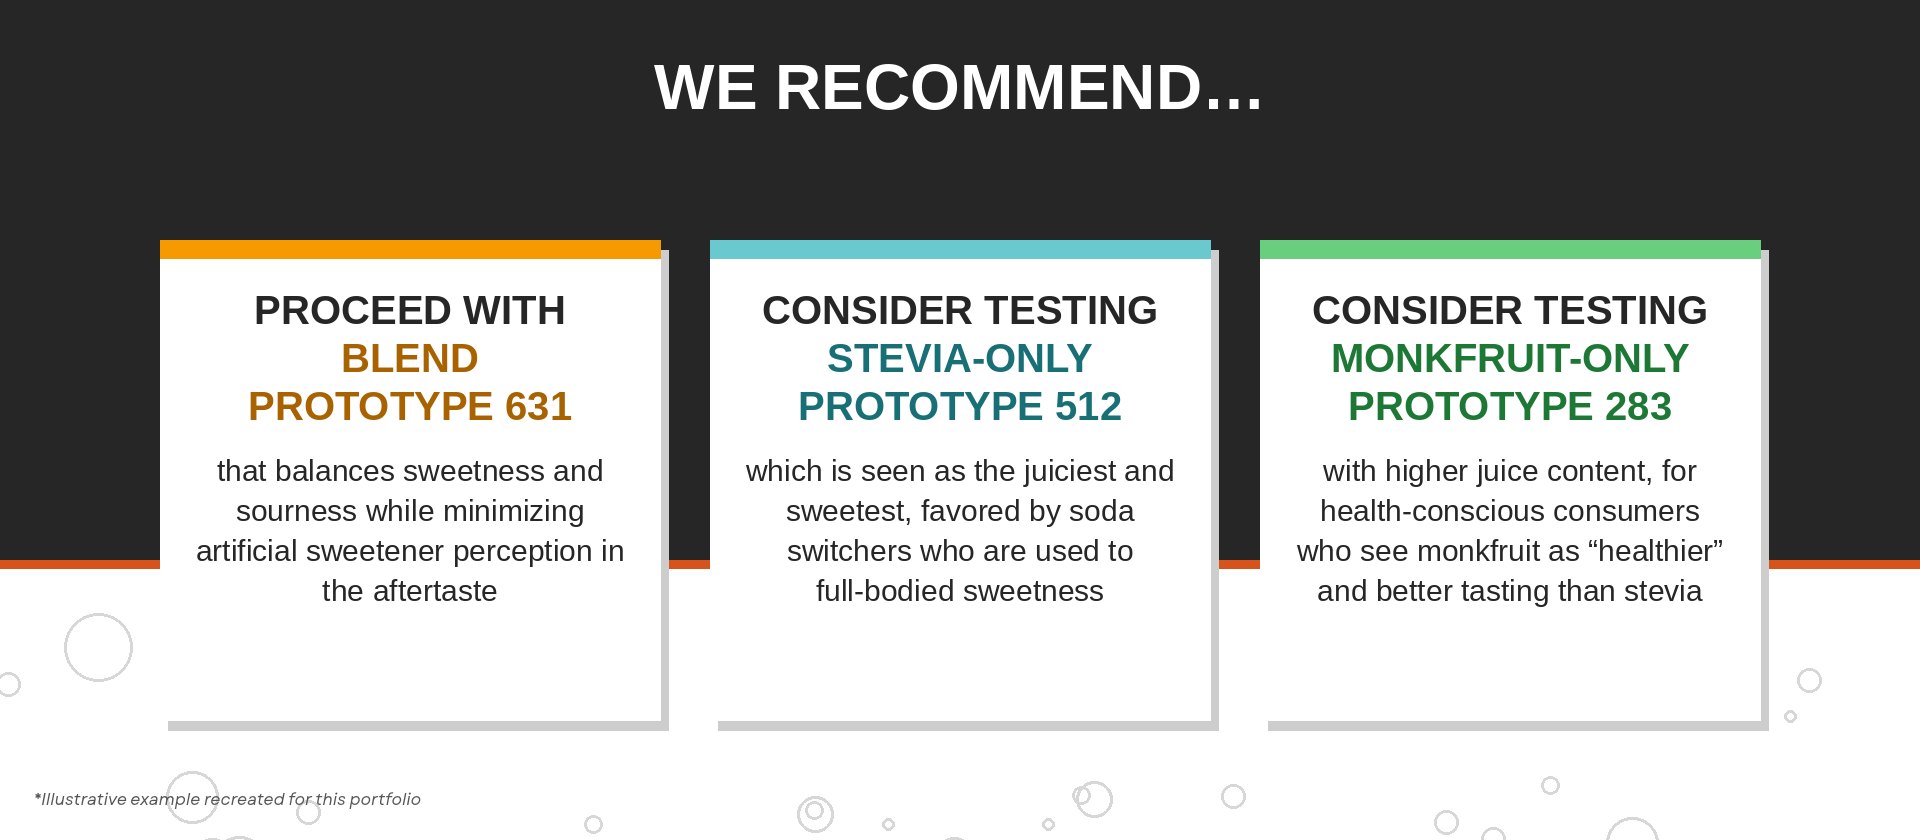 WE RECOMMEND…
PROCEED WITH
BLEND
PROTOTYPE 631
that balances sweetness and
sourness while minimizing
artificial sweetener perception in
the aftertaste
CONSIDER TESTING
STEVIA-ONLY
PROTOTYPE 512
which is seen as the juiciest and
sweetest, favored by soda
switchers who are used to
full-bodied sweetness
CONSIDER TESTING
MONKFRUIT-ONLY
PROTOTYPE 283
with higher juice content, for
health-conscious consumers
who see monkfruit as “healthier”
and better tasting than stevia
*Illustrative example recreated for this portfolio